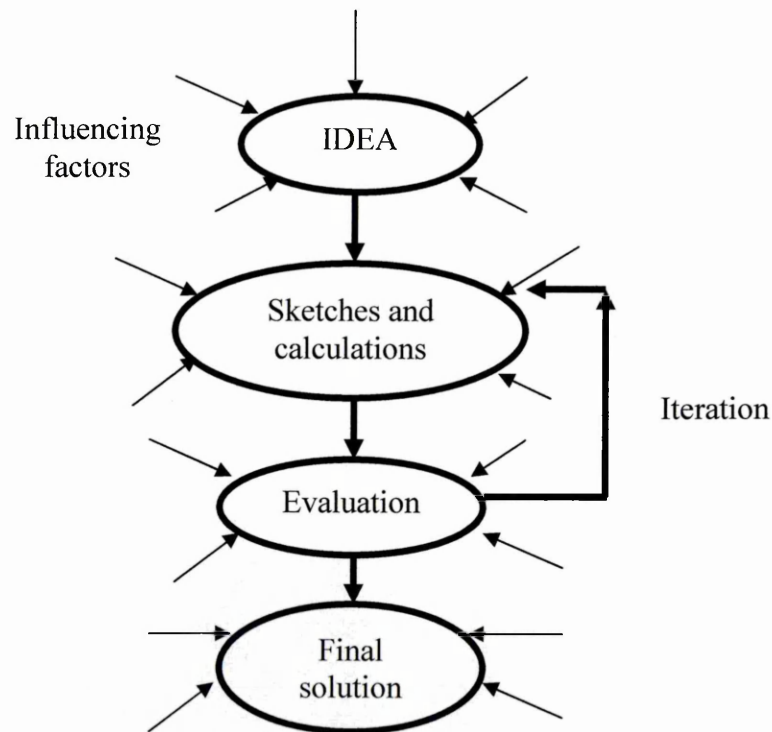 Influencing
factors
IDEA
Sketches and
calculations
Iteration
Evaluation
Final
solution